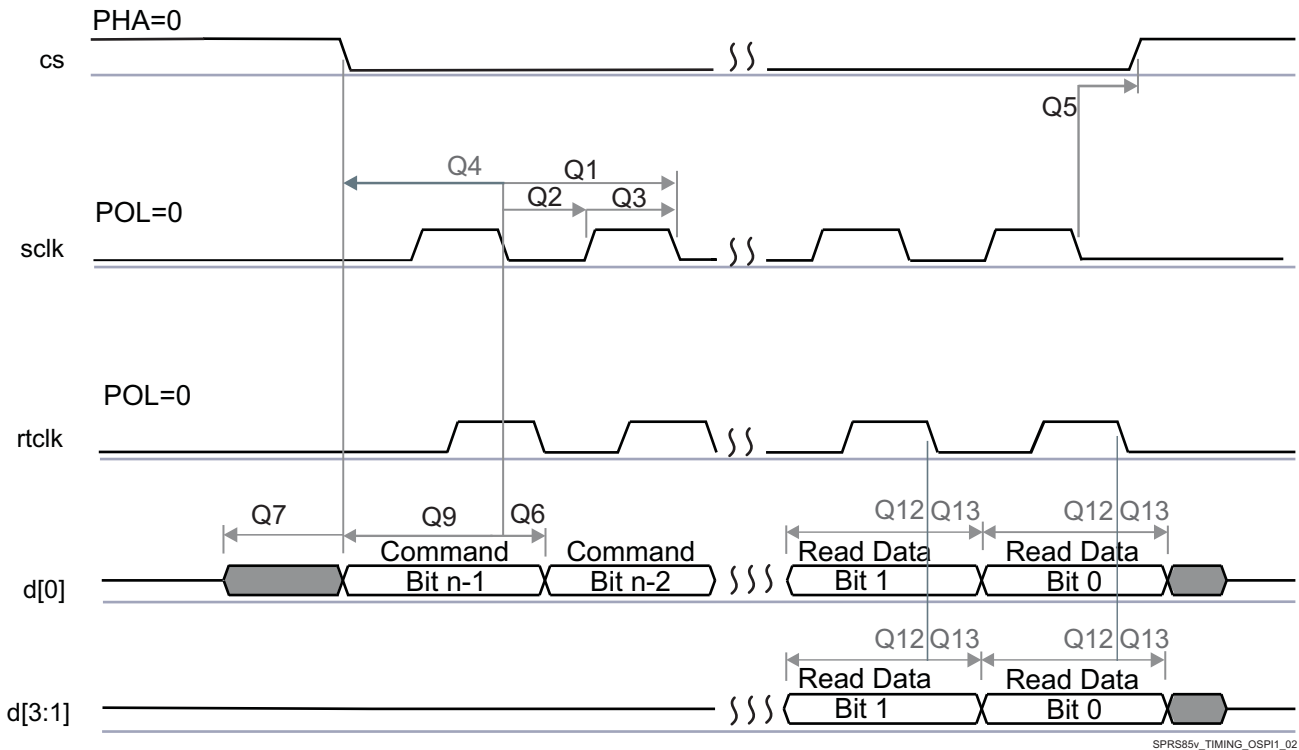 PHA=0
cs
Q5
Q4 Q1
Q2 Q3
POL=0
sclk
POL=0
rtclk
Q7 Q9 Q6 Q12 Q13 Q12 Q13
Command Command Read Data Read Data
d[0] Bit n-1 Bit n-2 Bit 1 Bit 0
Q12 Q13 Q12 Q13
Read Data Read Data
d[3:1] Bit 1 Bit 0
SPRS85v_TIMING_OSPI1_02